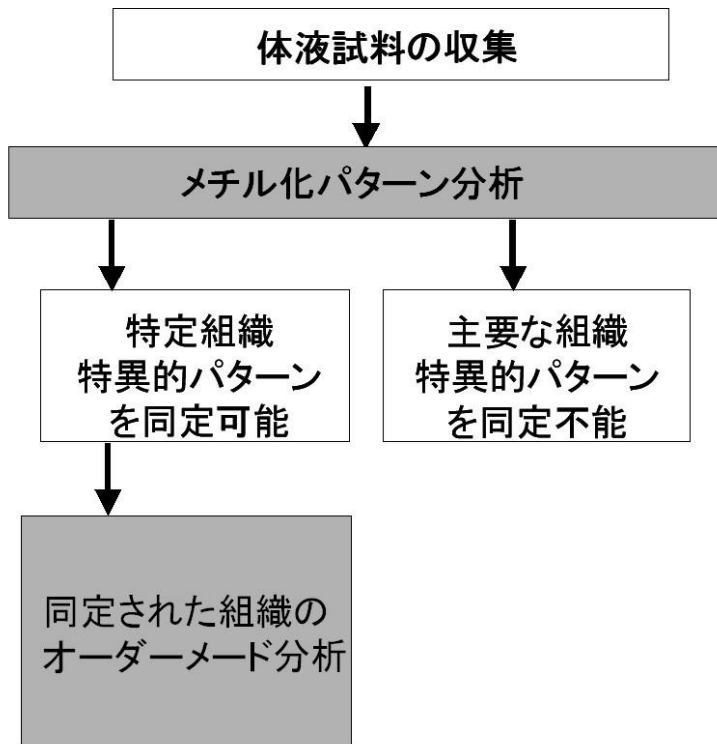 体液試料の収集
メチル化パターン分析
特定組織
特異的パターン
を同定可能
主要な組織
特異的パターン
を同定不能
同定された組織の
オーダーメード分析